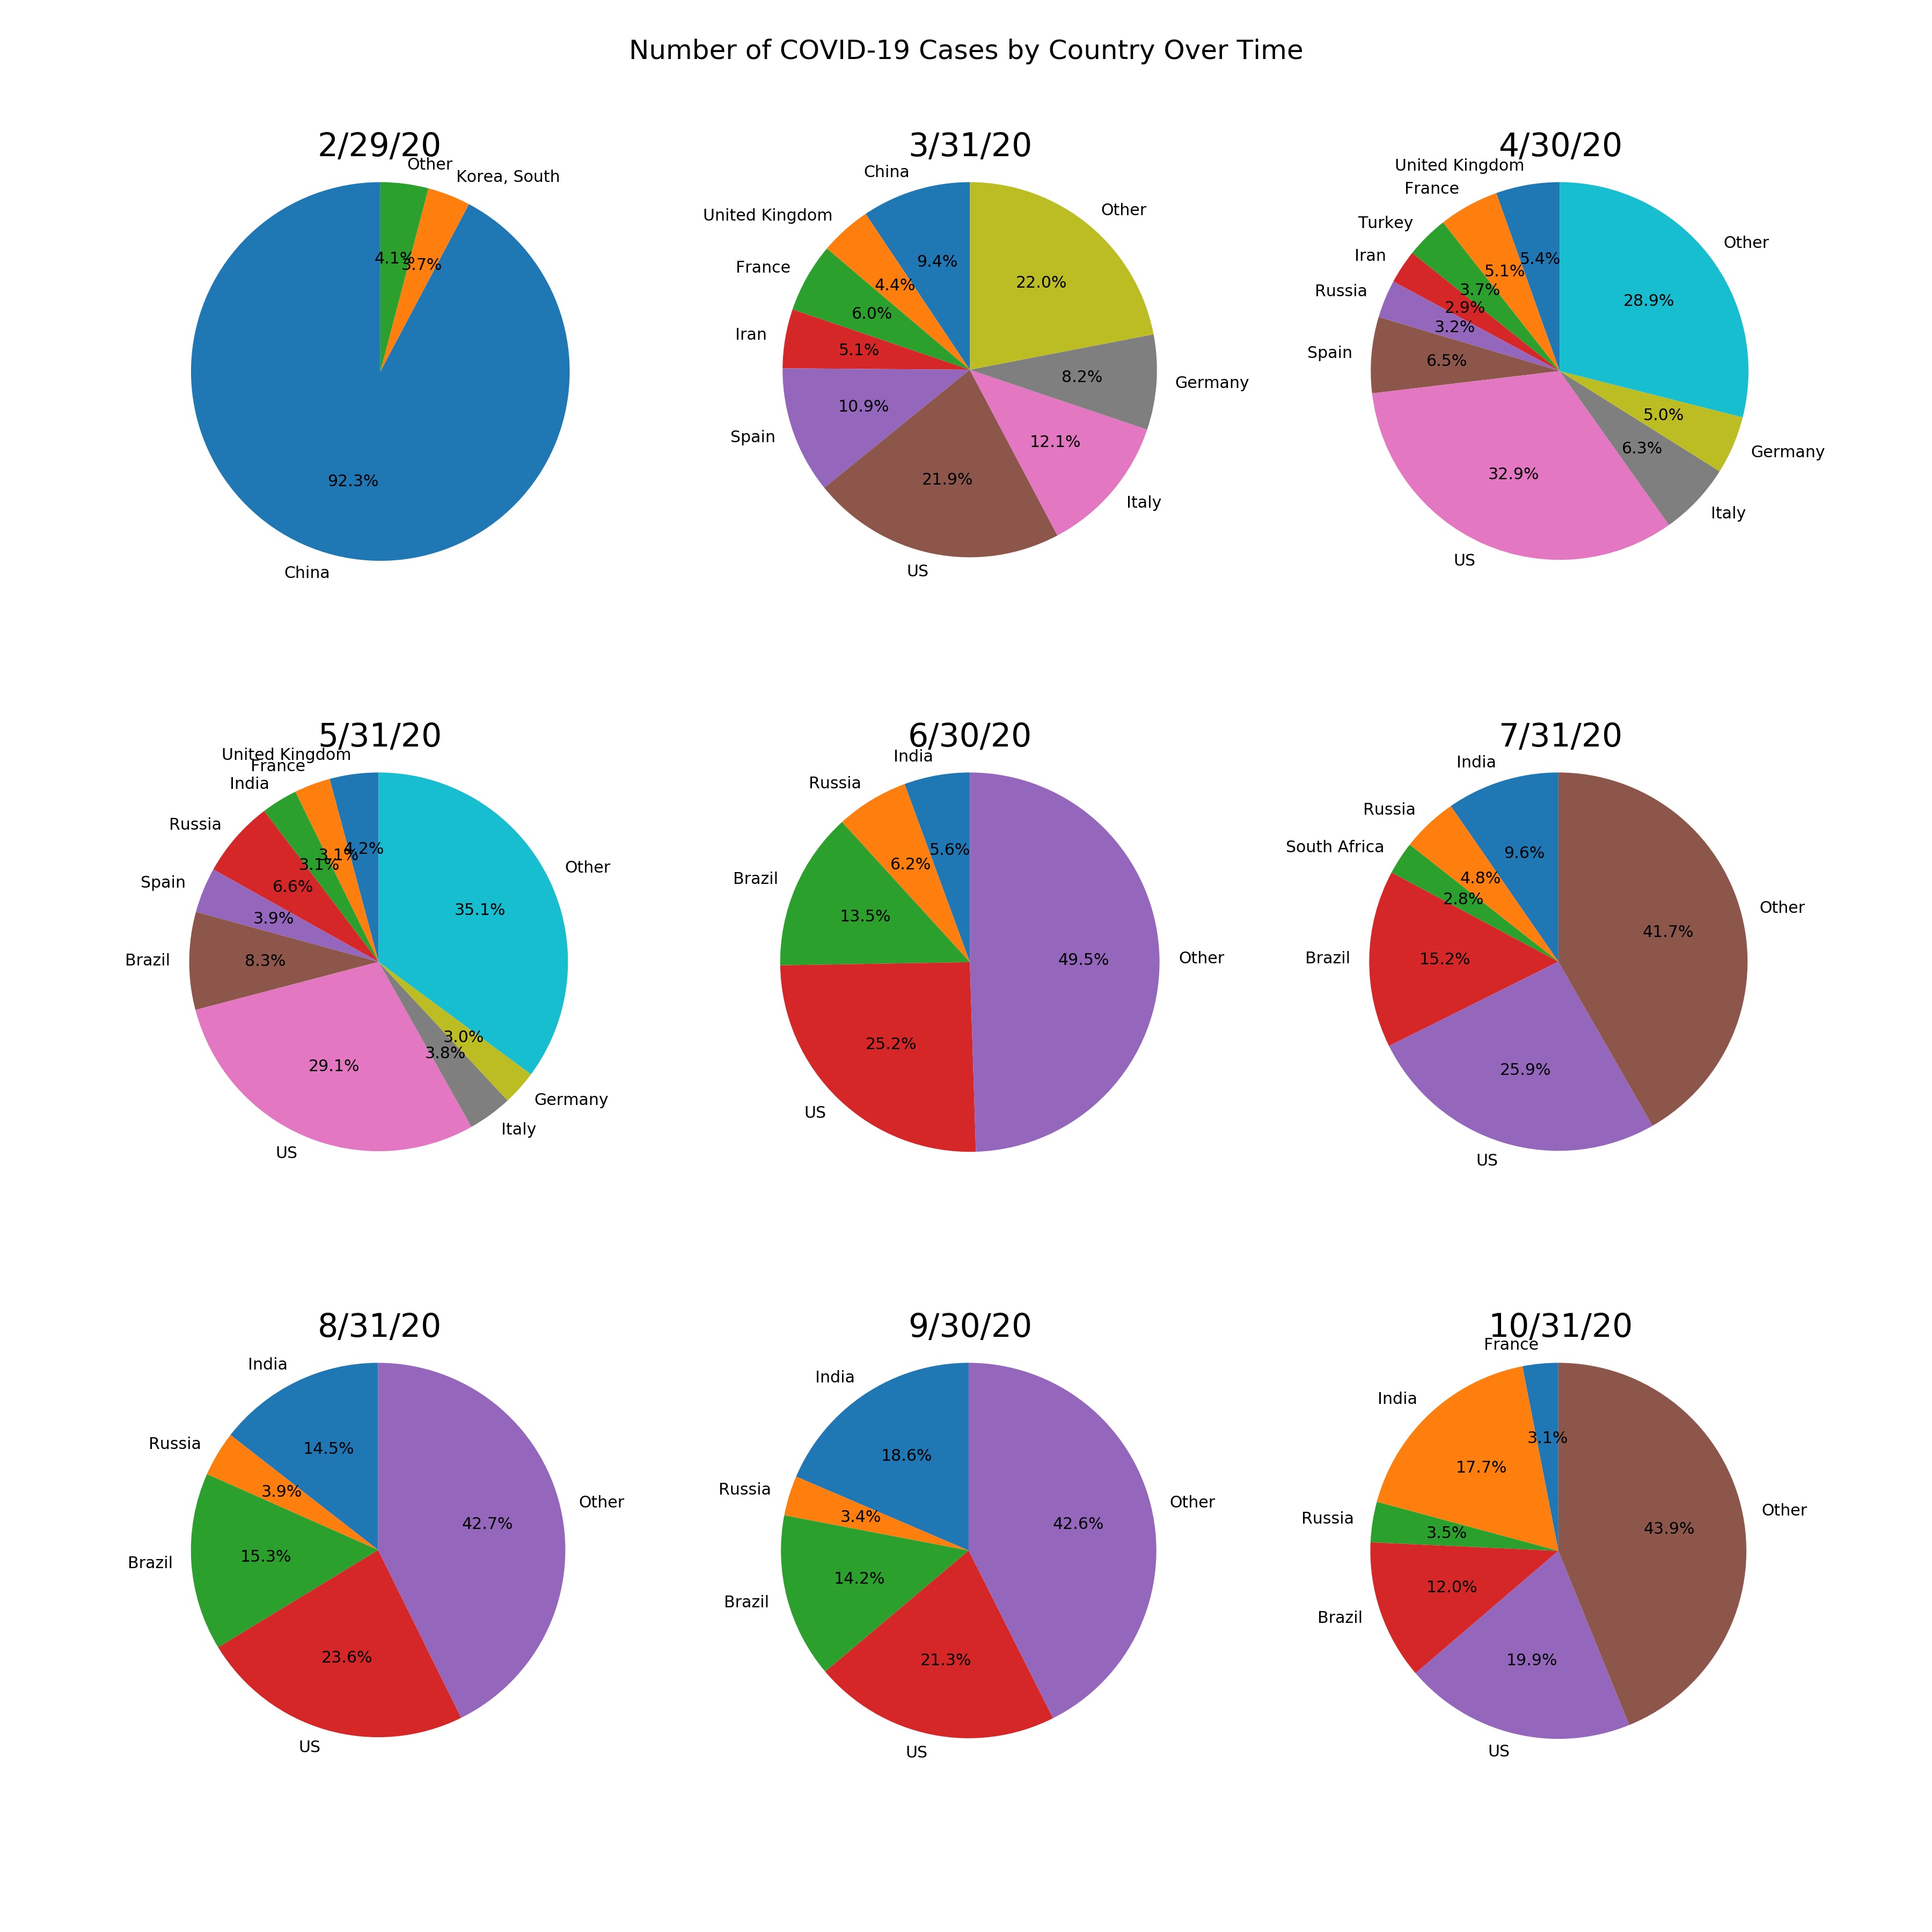 Number of COVID-19 Cases by Country Over Time
2/29/20
Other
Korea, South
4.1%
3.7%
92.3%
China
3/31/20
China
Other
United Kingdom
France
Iran
Spain
US
Italy
Germany
9.4%
4.4%
6.0%
5.1%
10.9%
21.9%
12.1%
8.2%
22.0%
4/30/20
United Kingdom
France
Turkey
Iran
Russia
Spain
US
Italy
Germany
Other
5.4%
5.1%
3.7%
2.9%
3.2%
6.5%
32.9%
6.3%
5.0%
28.9%
5/31/20
United Kingdom
France
India
Russia
Spain
Brazil
US
Italy
Germany
Other
4.2%
3.1%
3.1%
6.6%
3.9%
8.3%
29.1%
3.8%
3.0%
35.1%
6/30/20
India
Russia
Brazil
US
Other
5.6%
6.2%
13.5%
25.2%
49.5%
7/31/20
India
Russia
South Africa
Brazil
US
Other
9.6%
4.8%
2.8%
15.2%
25.9%
41.7%
8/31/20
India
Russia
Brazil
US
Other
14.5%
3.9%
15.3%
23.6%
42.7%
9/30/20
India
Russia
Brazil
US
Other
18.6%
3.4%
14.2%
21.3%
42.6%
10/31/20
France
India
Russia
Brazil
US
Other
3.1%
17.7%
3.5%
12.0%
19.9%
43.9%